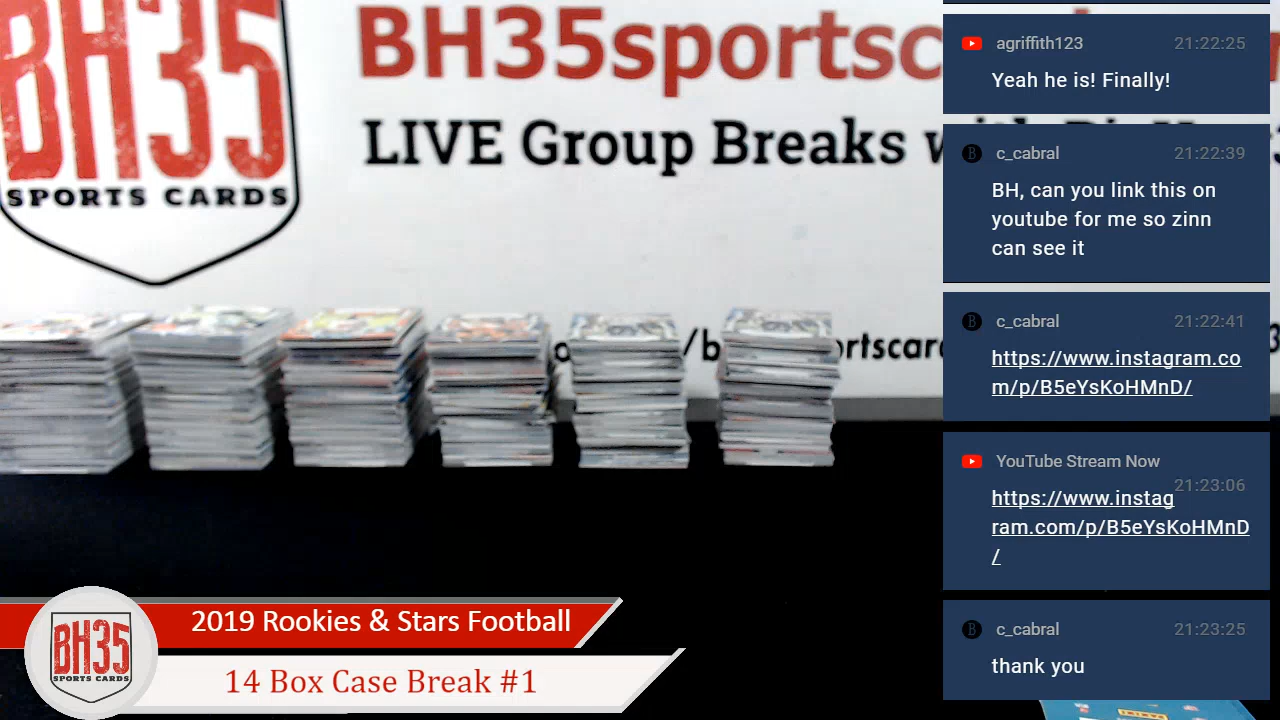 BH35
SPORTS CARDS
BH35sportsc
LIVE Group Breaks
/b
ortscar
agriffith123 21:22:25
Yeah he is! Finally!
c_cabral 21:22:39
BH, can you link this on
youtube for me so zinn
can see it
c_cabral 21:22:41
https://www.instagram.co
m/p/B5eYsKoHMnD/
YouTube Stream Now
21:23:06
https://www.instag
ram.com/p/B5eYsKoHMnD
/
c_cabral 21:23:25
thank you
BH35
SPORTS CARDS
2019 Rookies & Stars Football
14 Box Case Break #1